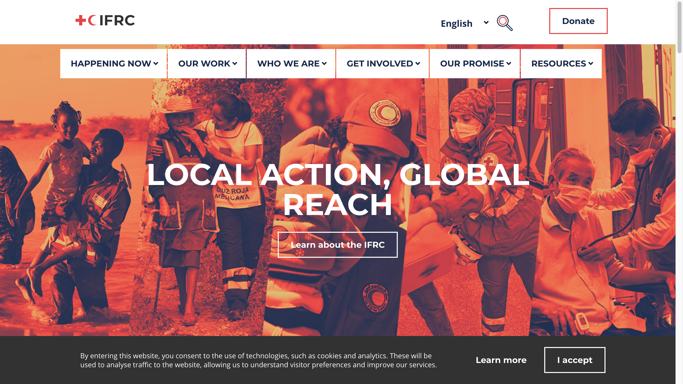 IFRC
English
Donate
HAPPENING NOW
OUR WORK
WHO WE ARE
GET INVOLVED
OUR PROMISE
RESOURCES
LOCAL ACTION, GLOBAL
REACH
CRUZ ROJA
MEXICANA
Learn about the IFRC
By entering this website, you consent to the use of technologies, such as cookies and analytics. These will be
used to analyse traffic to the website, allowing us to understand visitor preferences and improve our services.
Learn more
I accept